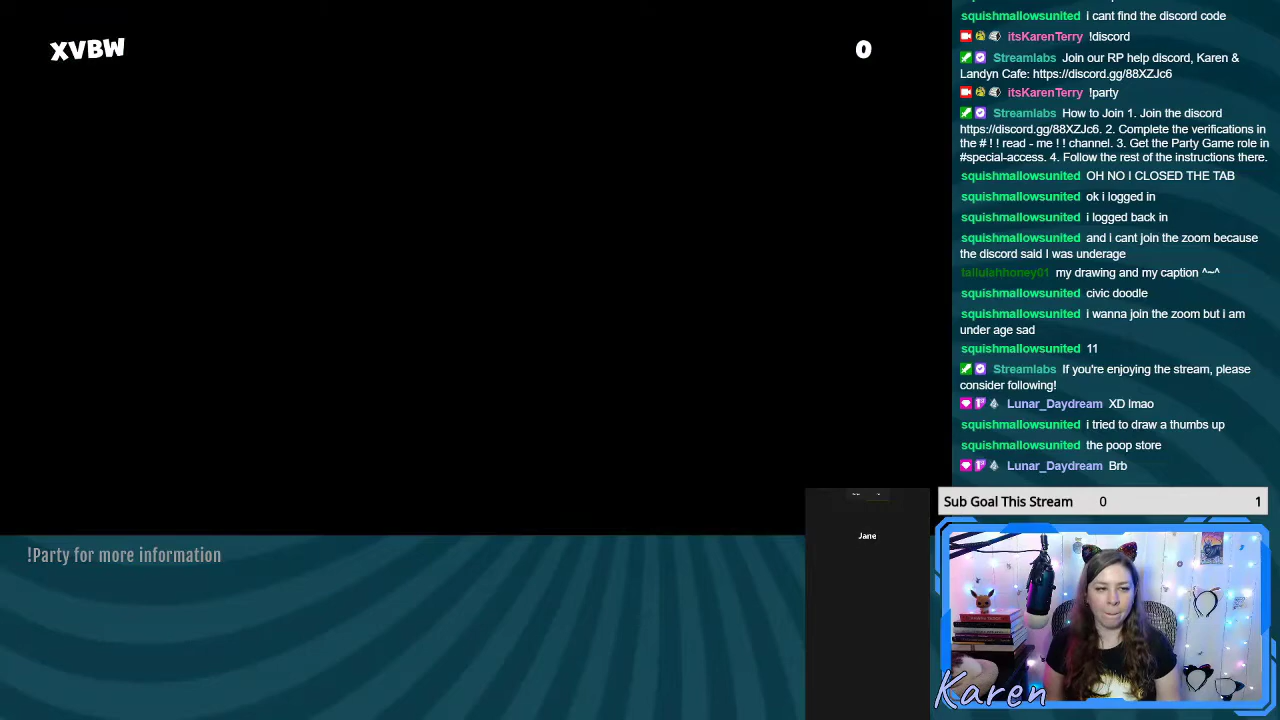 XVBW
0
squishmallowsunited i cant find the discord code
itsKarenTerry !discord
Streamlabs Join our RP help discord, Karen &
Landyn Cafe: https://discord.gg/88XZJc6
itsKarenTerry !party
Streamlabs How to Join 1. Join the discord
https://discord.gg/88XZJc6. 2. Complete the verifications in
the # ! ! read - me ! ! channel. 3. Get the Party Game role in
#special-access. 4. Follow the rest of the instructions there.
squishmallowsunited OH NO I CLOSED THE TAB
squishmallowsunited ok i logged in
squishmallowsunited i logged back in
squishmallowsunited and i cant join the zoom because
the discord said I was underage
tallulahhoney01 my drawing and my caption ^~^
squishmallowsunited civic doodle
squishmallowsunited i wanna join the zoom but i am
under age sad
squishmallowsunited 11
Streamlabs If you're enjoying the stream, please
consider following!
Lunar_Daydream XD lmao
squishmallowsunited i tried to draw a thumbs up
squishmallowsunited the poop store
Lunar_Daydream Brb
Sub Goal This Stream 0 1
Jane
!Party for more information
Karen